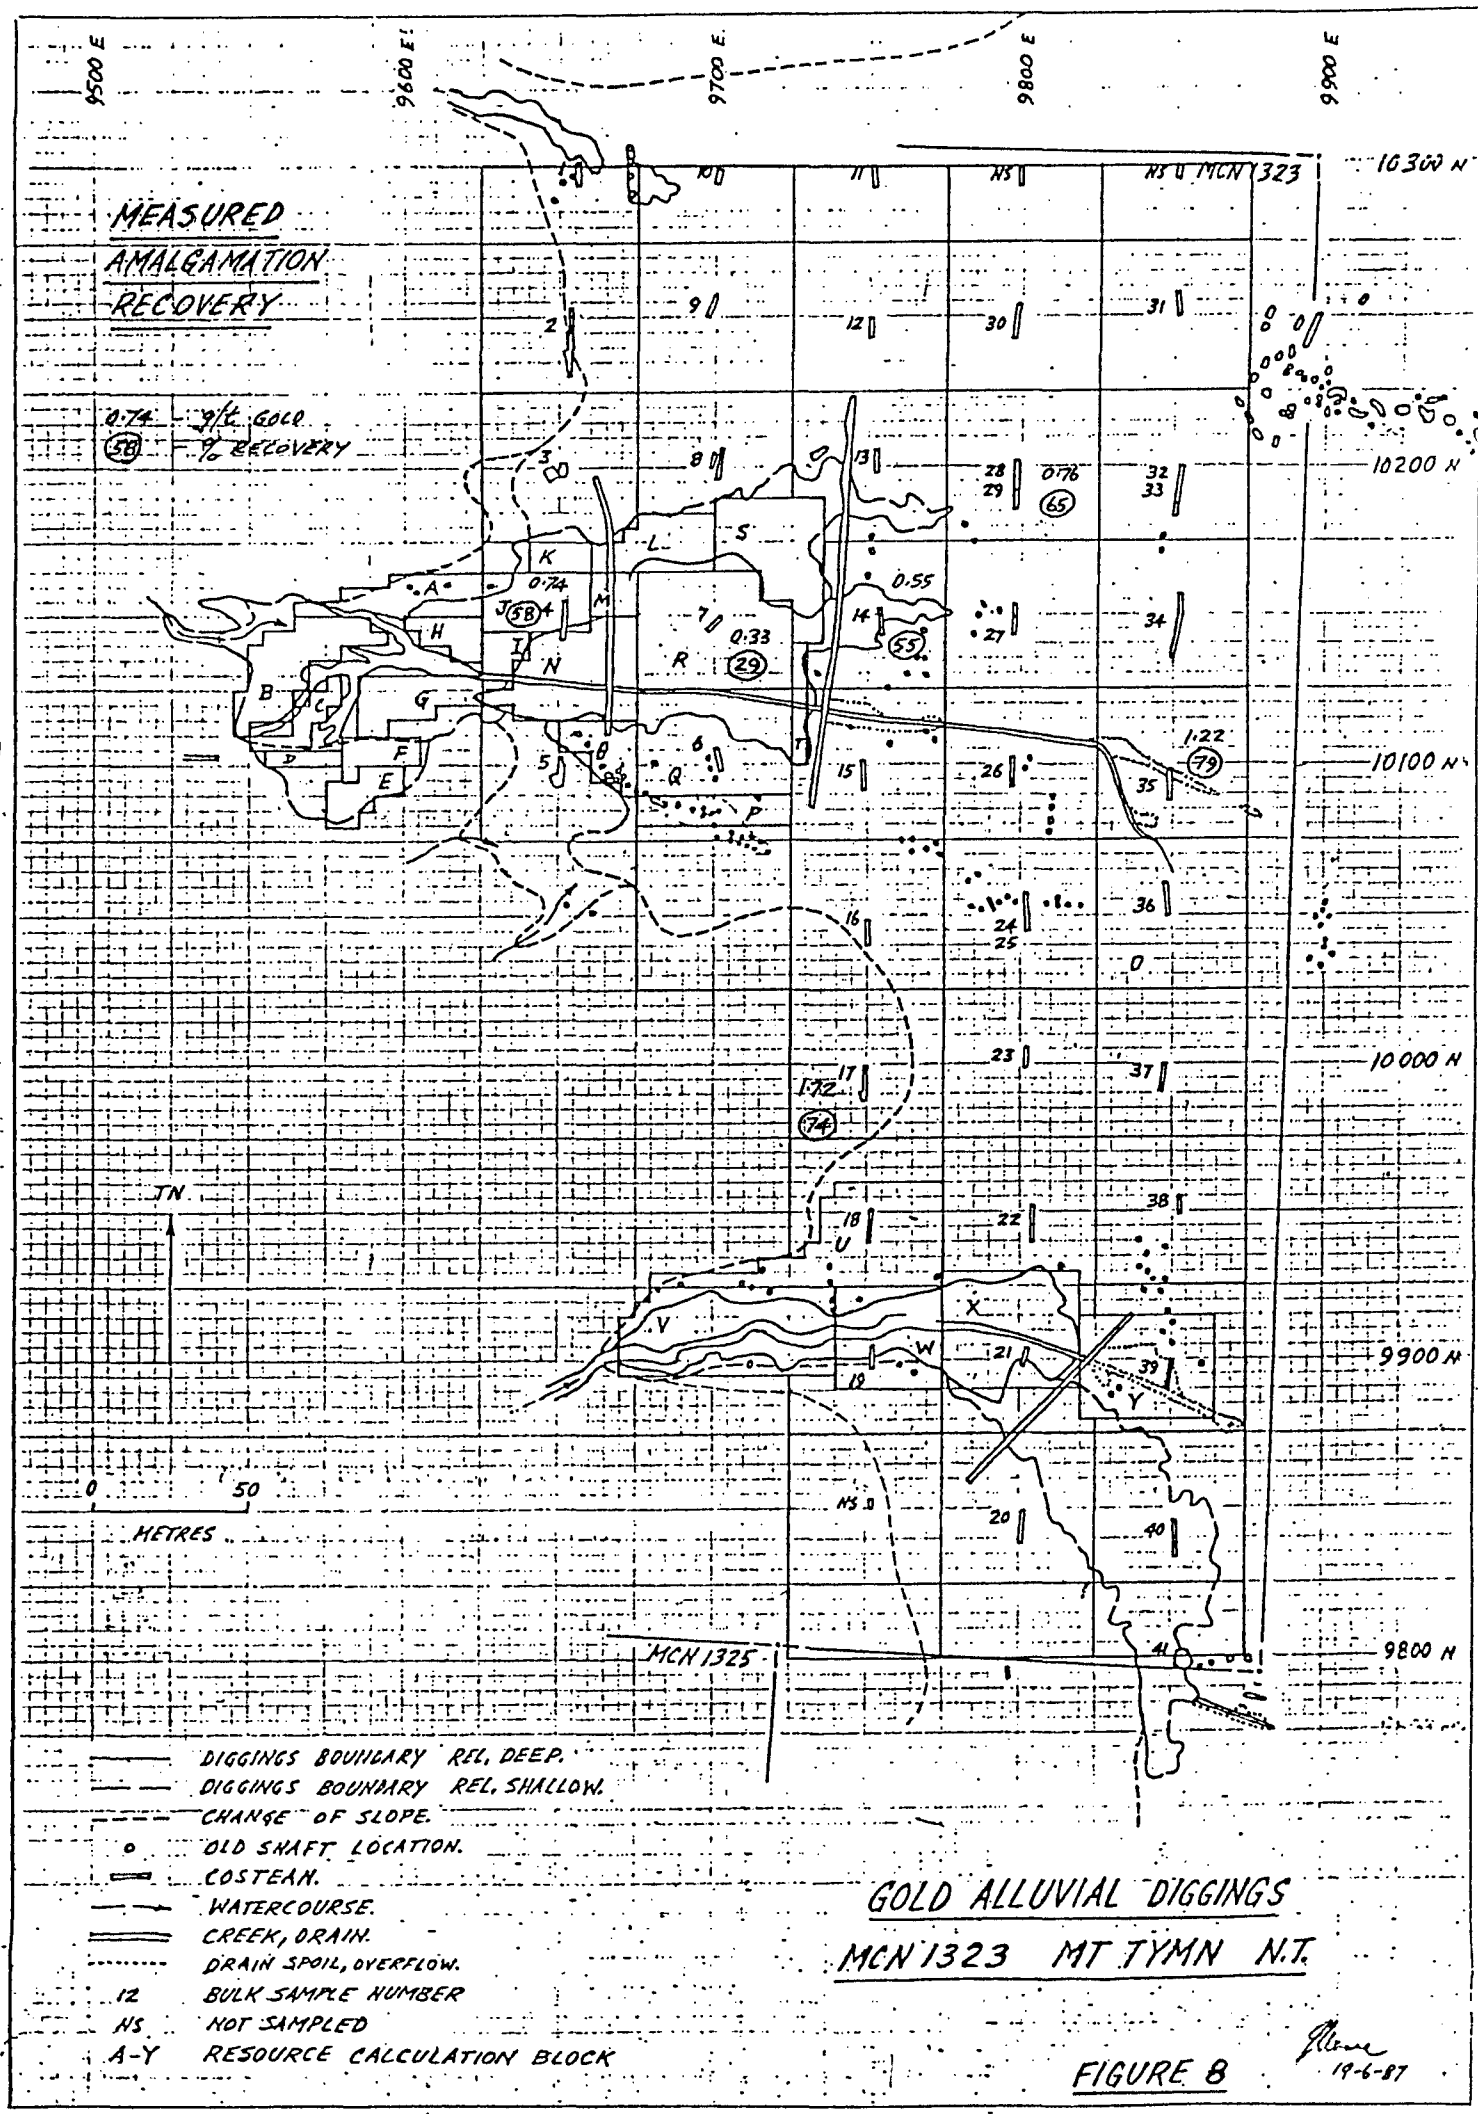 9500 E
9600 E
9700 E
9800 E
9900 E
10300 N
MCN 1323
1
10
11
NS
NS
MEASURED
AMALGAMATION
RECOVERY
2
9
12
30
31
0.74 - g/t GOLD
58 - % RECOVERY
3
8
13
28
29
0.76
65
32
33
10200 N
K
L
S
A
0.74
J
58
4
M
7
0.33
29
0.55
14
55
27
34
H
I
N
R
B
C
G
D
F
E
5
6
Q
P
T
15
26
1.22
79
35
10100 N
16
24
25
36
O
23
37
10000 N
17
1.72
74
TN
18
U
22
38
V
X
W
19
21
39
Y
9900 N
0 50
METRES
NS
20
40
MCN 1325
41
9800 N
DIGGINGS BOUNDARY REL. DEEP.
DIGGINGS BOUNDARY REL. SHALLOW.
CHANGE OF SLOPE.
OLD SHAFT LOCATION.
COSTEAN.
WATERCOURSE.
CREEK, DRAIN.
DRAIN SPOIL, OVERFLOW.
12 BULK SAMPLE NUMBER
NS NOT SAMPLED
A-Y RESOURCE CALCULATION BLOCK
GOLD ALLUVIAL DIGGINGS
MCN 1323 MT TYMN N.T.
FIGURE 8
19-6-87